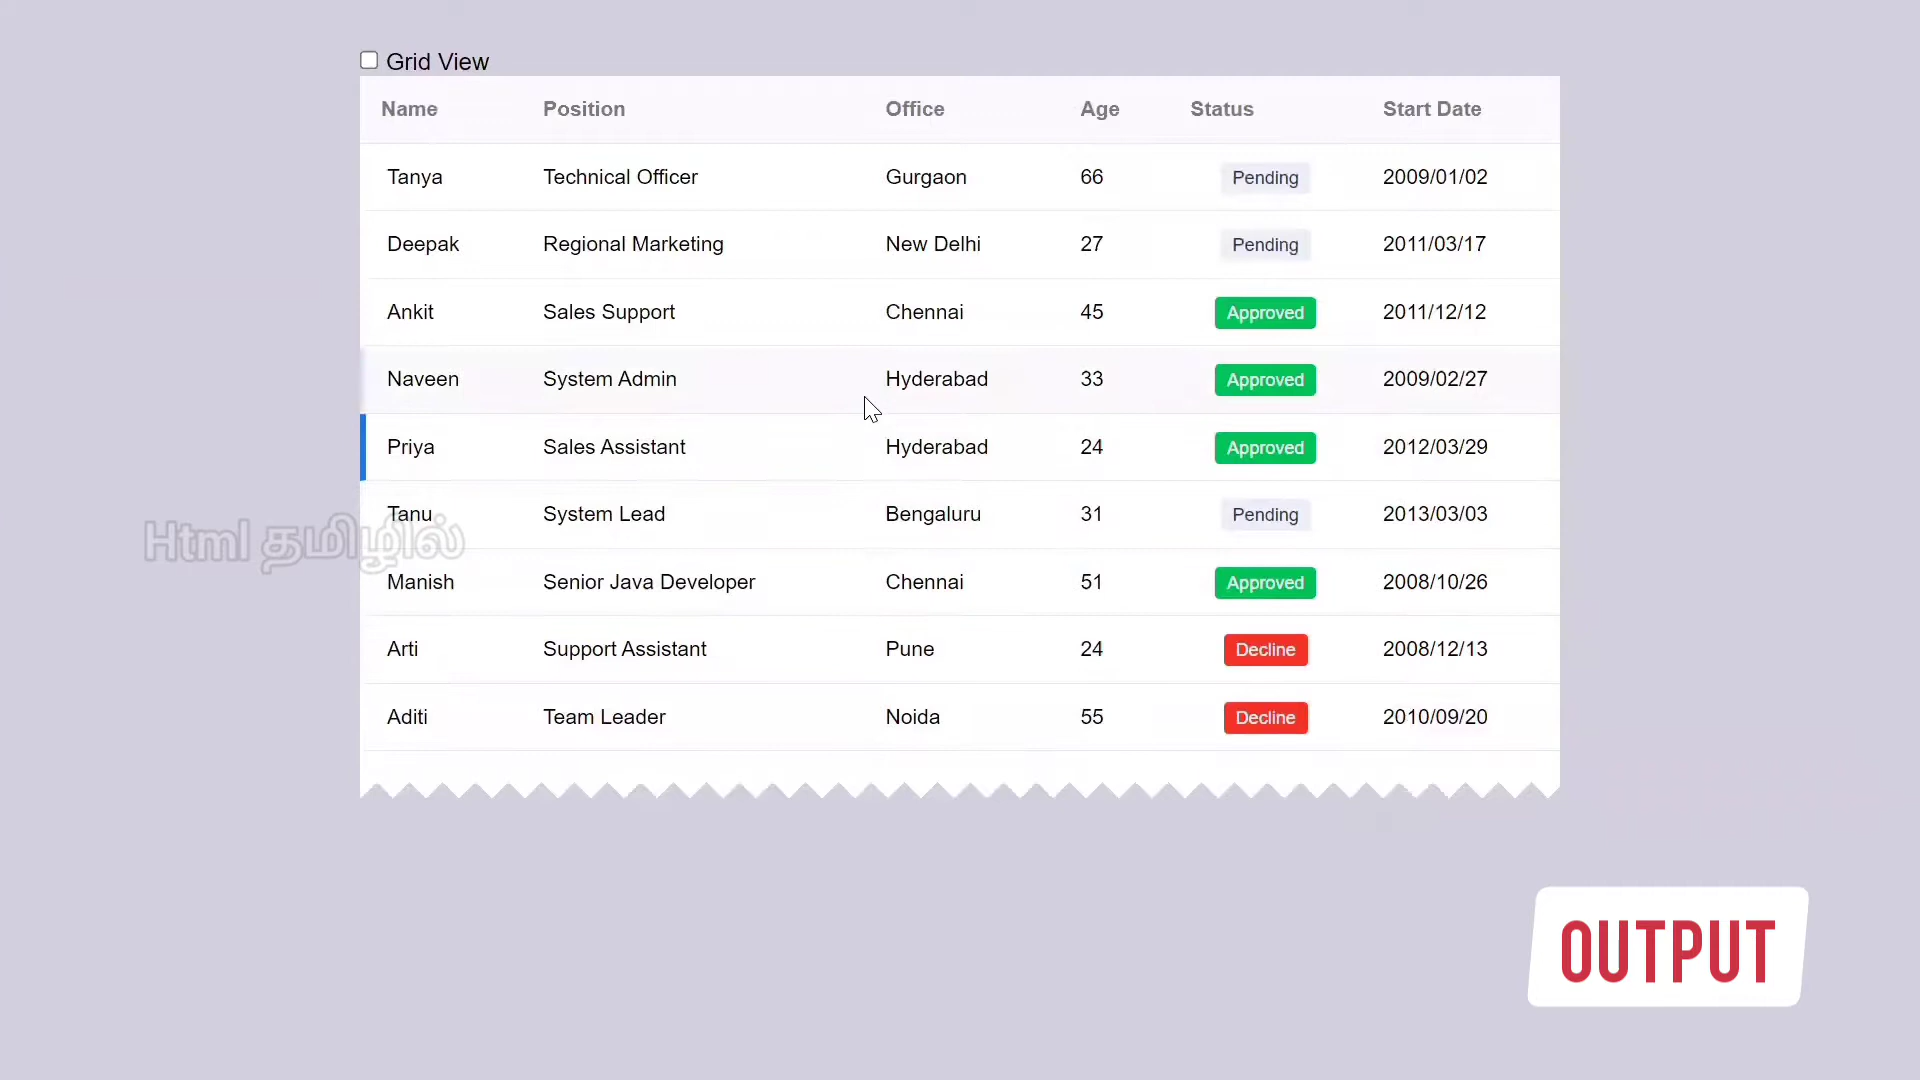 Grid View
Name Position Office Age Status Start Date
Tanya Technical Officer Gurgaon 66 Pending 2009/01/02
Deepak Regional Marketing New Delhi 27 Pending 2011/03/17
Ankit Sales Support Chennai 45 Approved 2011/12/12
Naveen System Admin Hyderabad 33 Approved 2009/02/27
Priya Sales Assistant Hyderabad 24 Approved 2012/03/29
Tanu System Lead Bengaluru 31 Pending 2013/03/03
Html தமிழில்
Manish Senior Java Developer Chennai 51 Approved 2008/10/26
Arti Support Assistant Pune 24 Decline 2008/12/13
Aditi Team Leader Noida 55 Decline 2010/09/20
OUTPUT